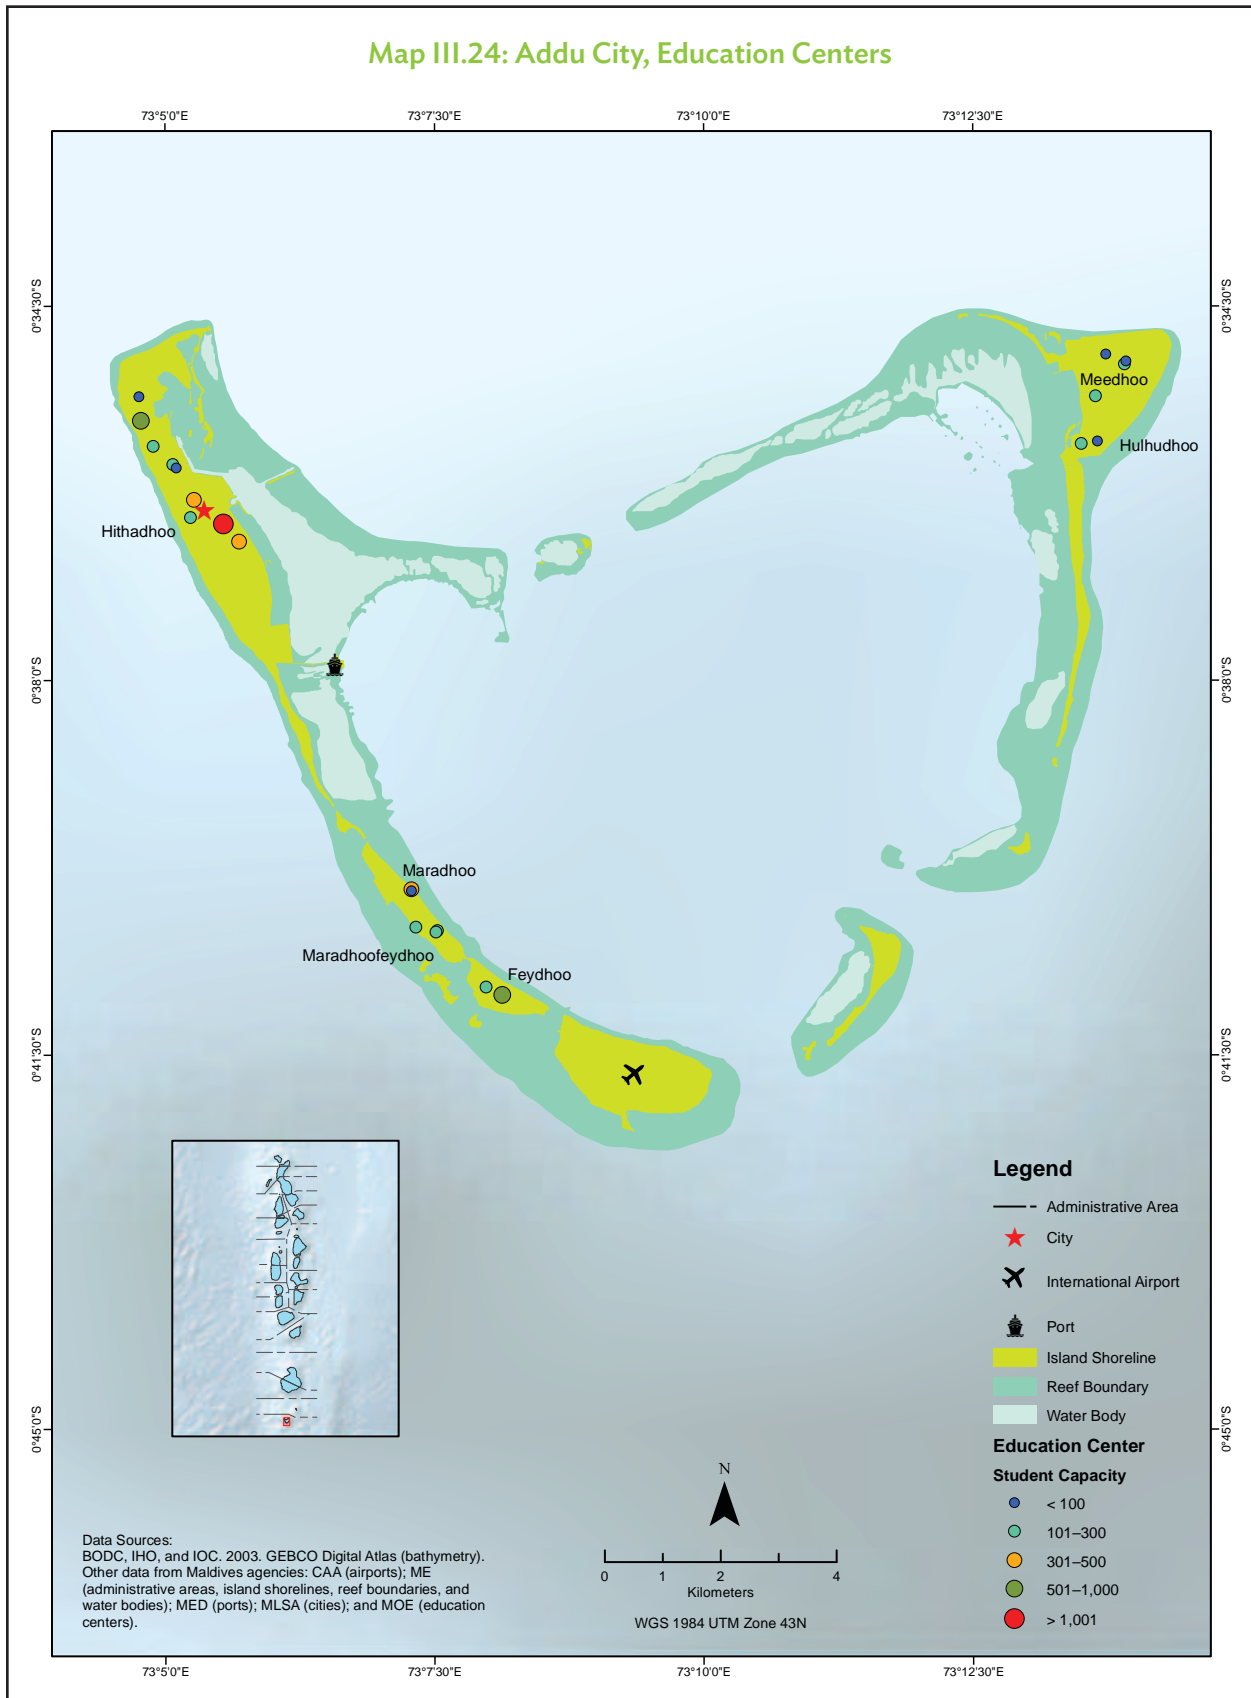 Map III.24: Addu City, Education Centers
73°5'0"E
73°7'30"E
73°10'0"E
73°12'30"E
0°34'30"S
0°34'30"S
Meedhoo
Hulhudhoo
Hithadhoo
0°38'0"S
0°38'0"S
Maradhoo
Maradhoofeydhoo
Feydhoo
0°41'30"S
0°41'30"S
Legend
Administrative Area
City
International Airport
Port
Island Shoreline
Reef Boundary
Water Body
0°45'0"S
0°45'0"S
Education Center
Student Capacity
< 100
101–300
301–500
501–1,000
> 1,001
N
0 1 2 4
Kilometers
WGS 1984 UTM Zone 43N
Data Sources:
BODC, IHO, and IOC. 2003. GEBCO Digital Atlas (bathymetry).
Other data from Maldives agencies: CAA (airports); ME
(administrative areas, island shorelines, reef boundaries, and
water bodies); MED (ports); MLSA (cities); and MOE (education
centers).
73°5'0"E
73°7'30"E
73°10'0"E
73°12'30"E